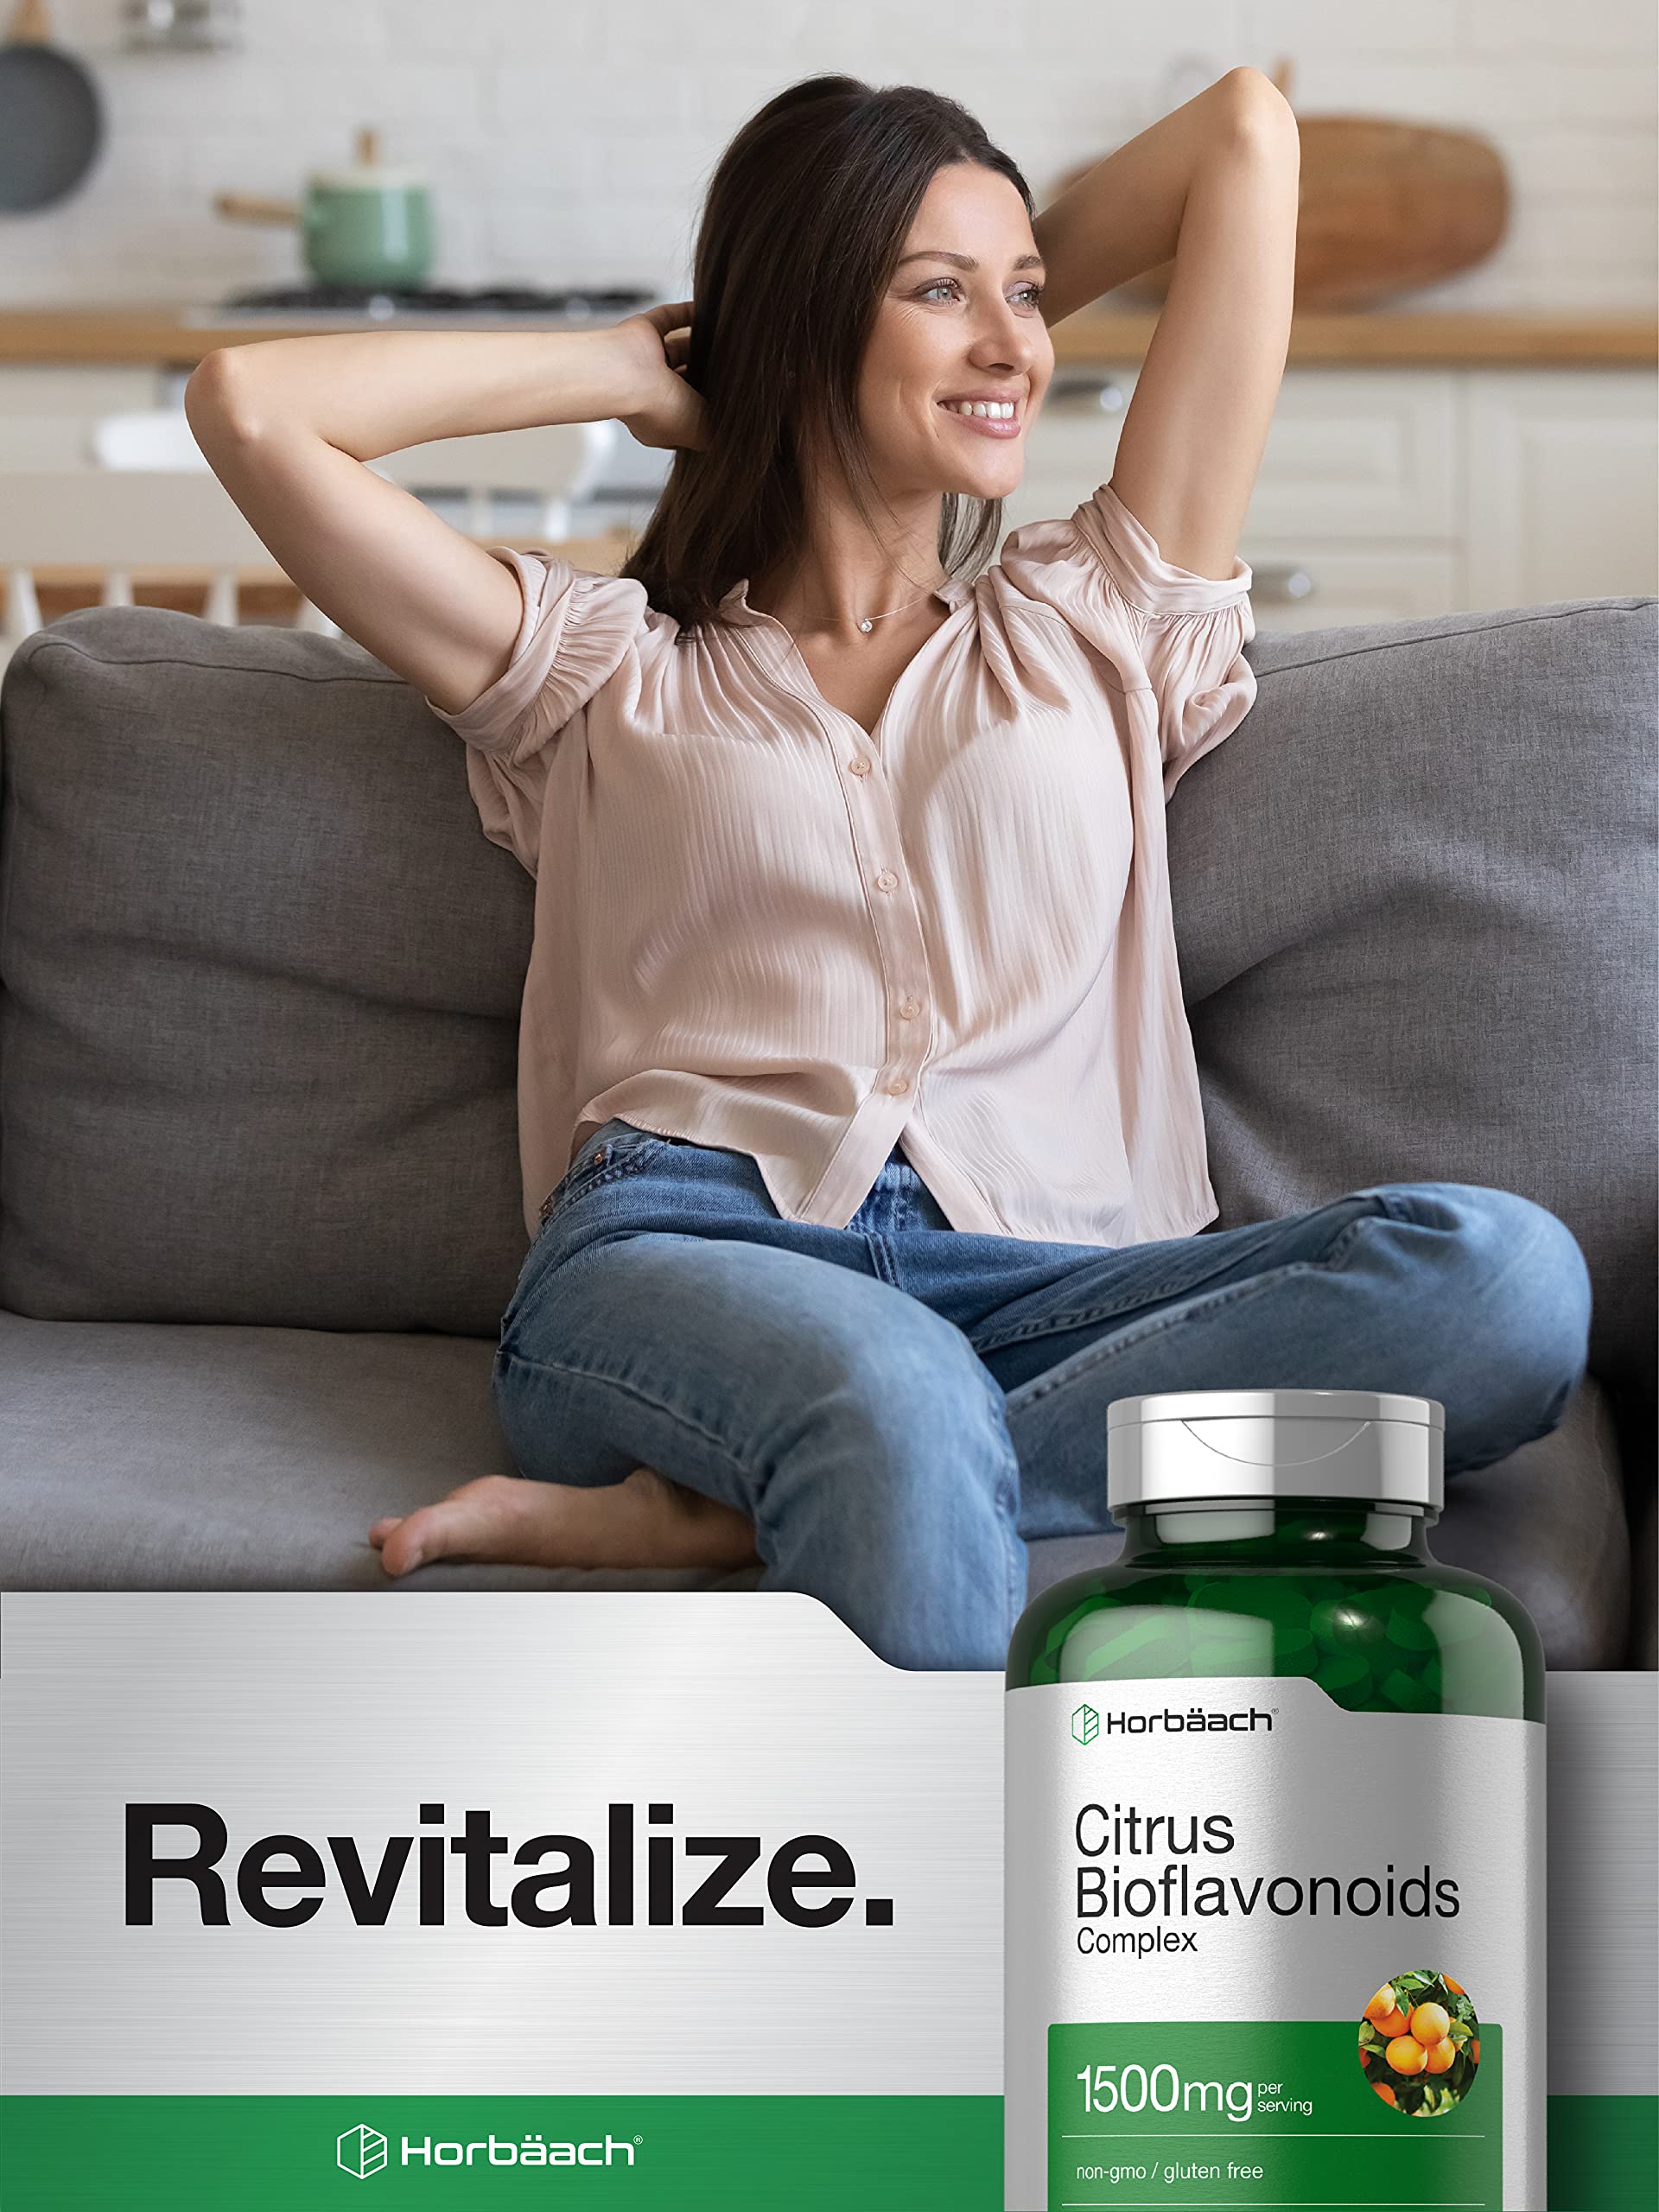 Horbäach®
Citrus
Bioflavonoids
Complex
1500mg per
serving
non-gmo / gluten free
Revitalize.
Horbäach®